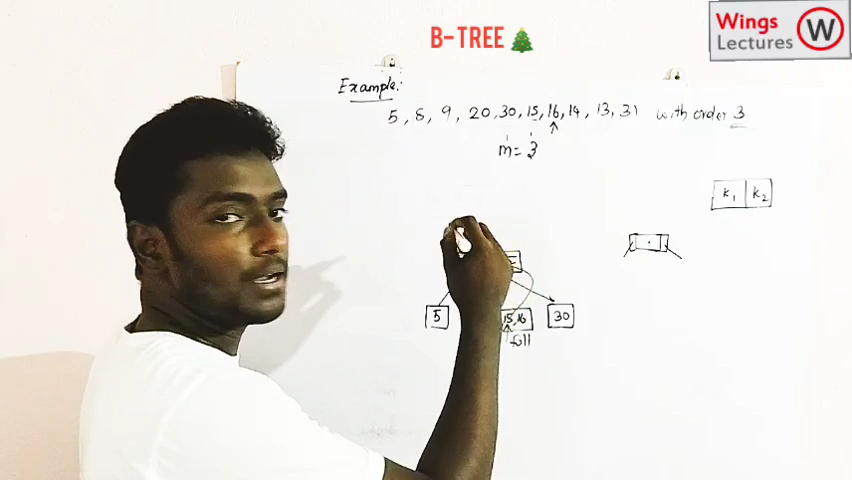 B-TREE 🎄
Wings
Lectures
W
Example:
5, 8, 9, 20, 30, 15, 16, 14, 13, 31 with order 3
m = 3
k1 k2
5
15, 16
30
full